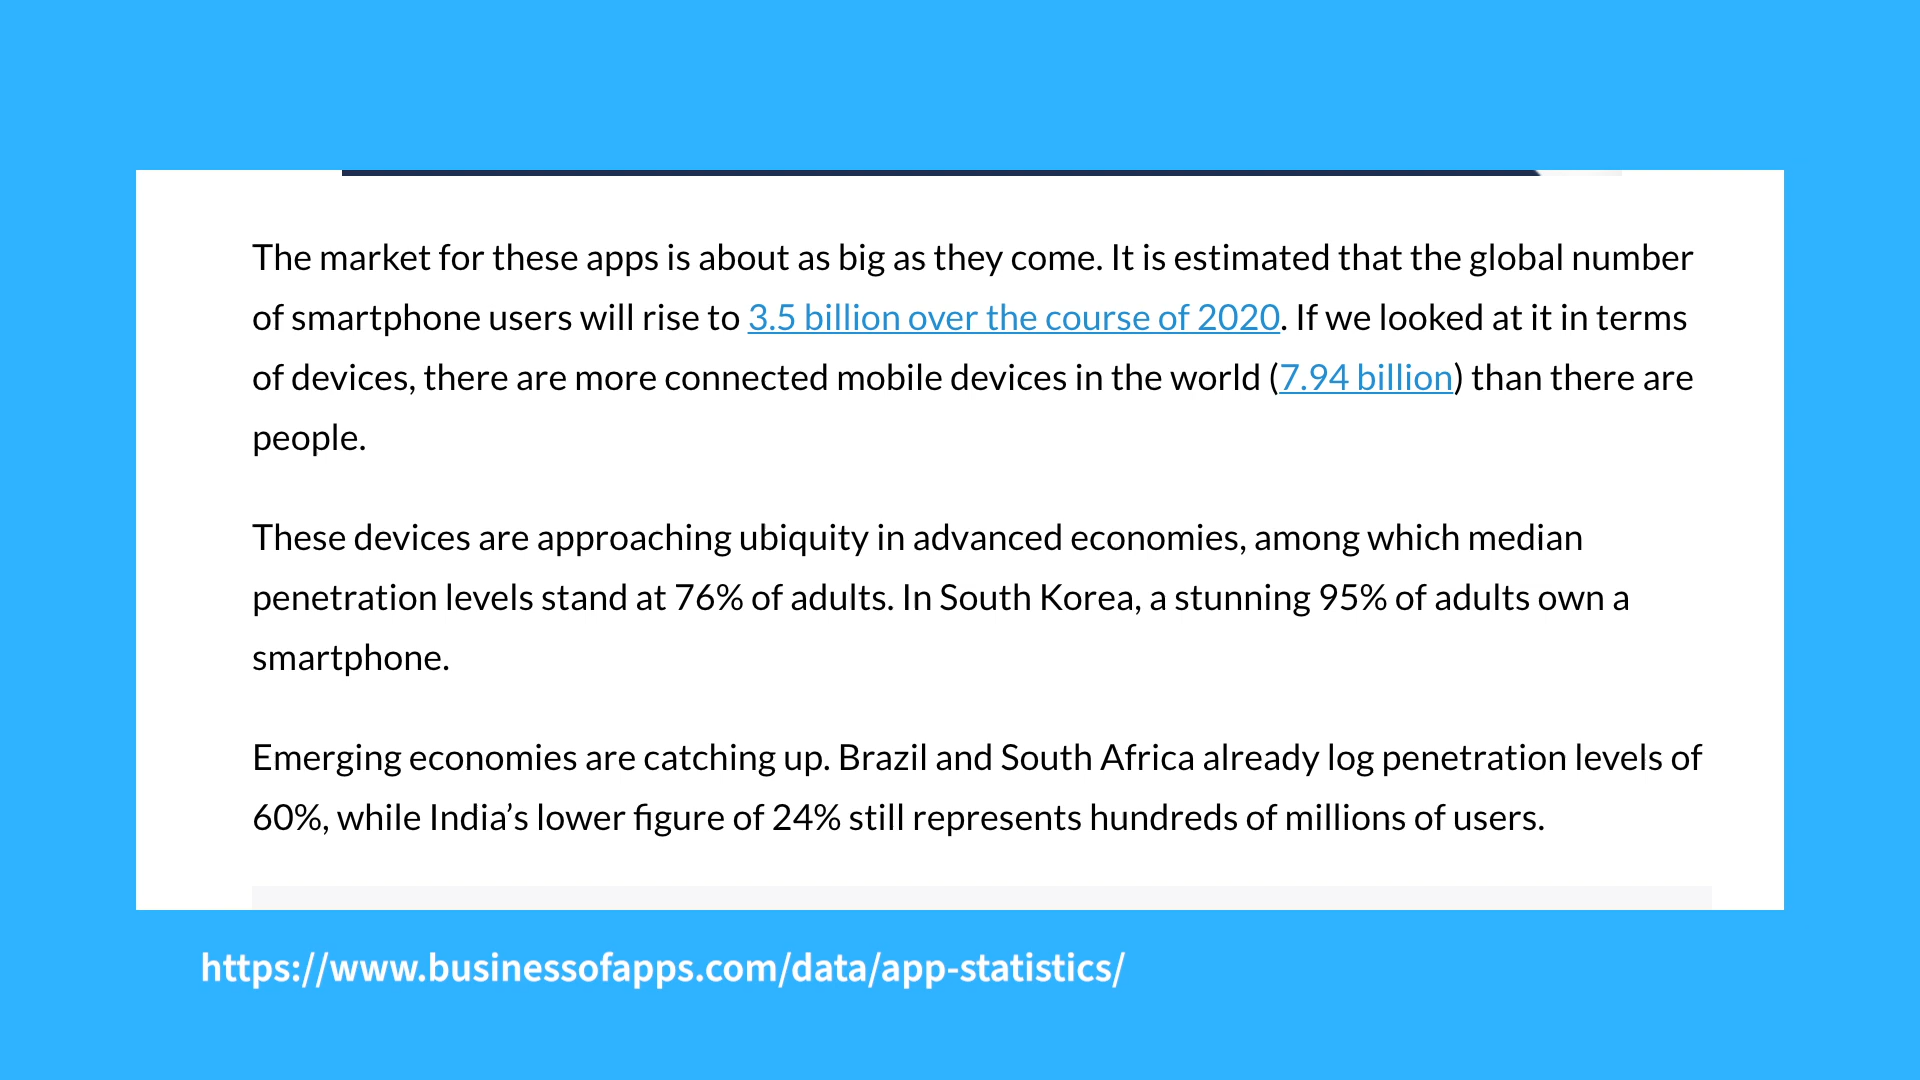 The market for these apps is about as big as they come. It is estimated that the global number
of smartphone users will rise to 3.5 billion over the course of 2020. If we looked at it in terms
of devices, there are more connected mobile devices in the world (7.94 billion) than there are
people.
These devices are approaching ubiquity in advanced economies, among which median
penetration levels stand at 76% of adults. In South Korea, a stunning 95% of adults own a
smartphone.
Emerging economies are catching up. Brazil and South Africa already log penetration levels of
60%, while India’s lower figure of 24% still represents hundreds of millions of users.
https://www.businessofapps.com/data/app-statistics/